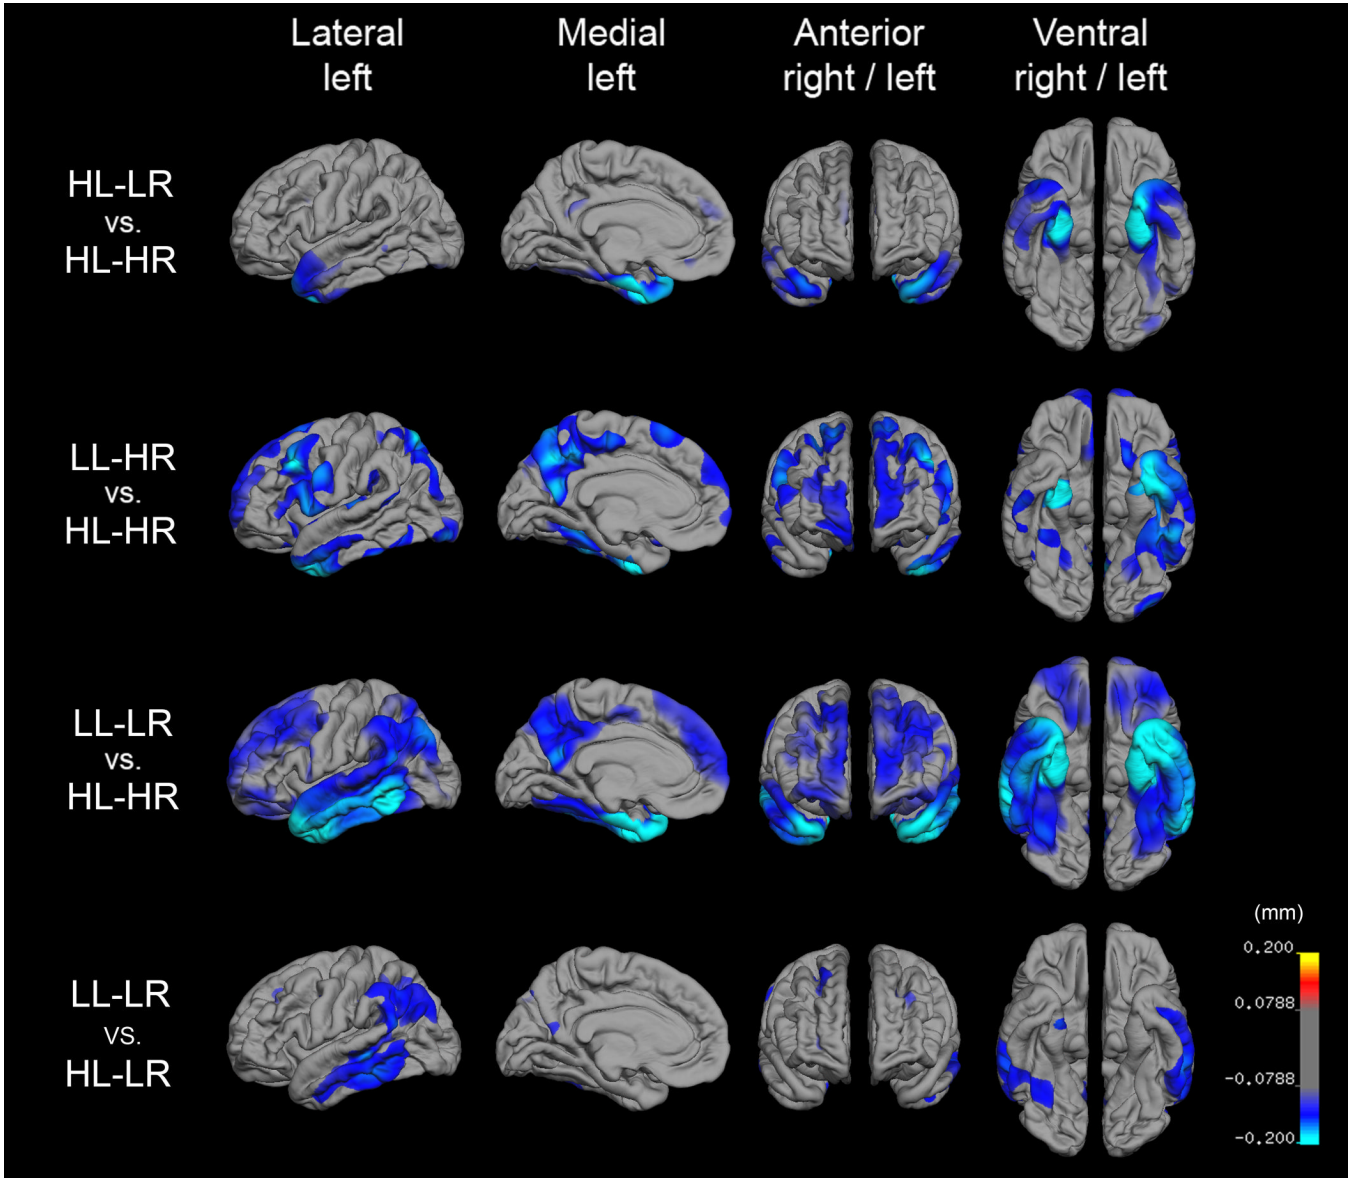 Lateral
left
Medial
left
Anterior
right / left
Ventral
right / left
HL-LR
vs.
HL-HR
LL-HR
vs.
HL-HR
LL-LR
vs.
HL-HR
LL-LR
vs.
HL-LR
(mm)
0.200
0.0788
-0.0788
-0.200